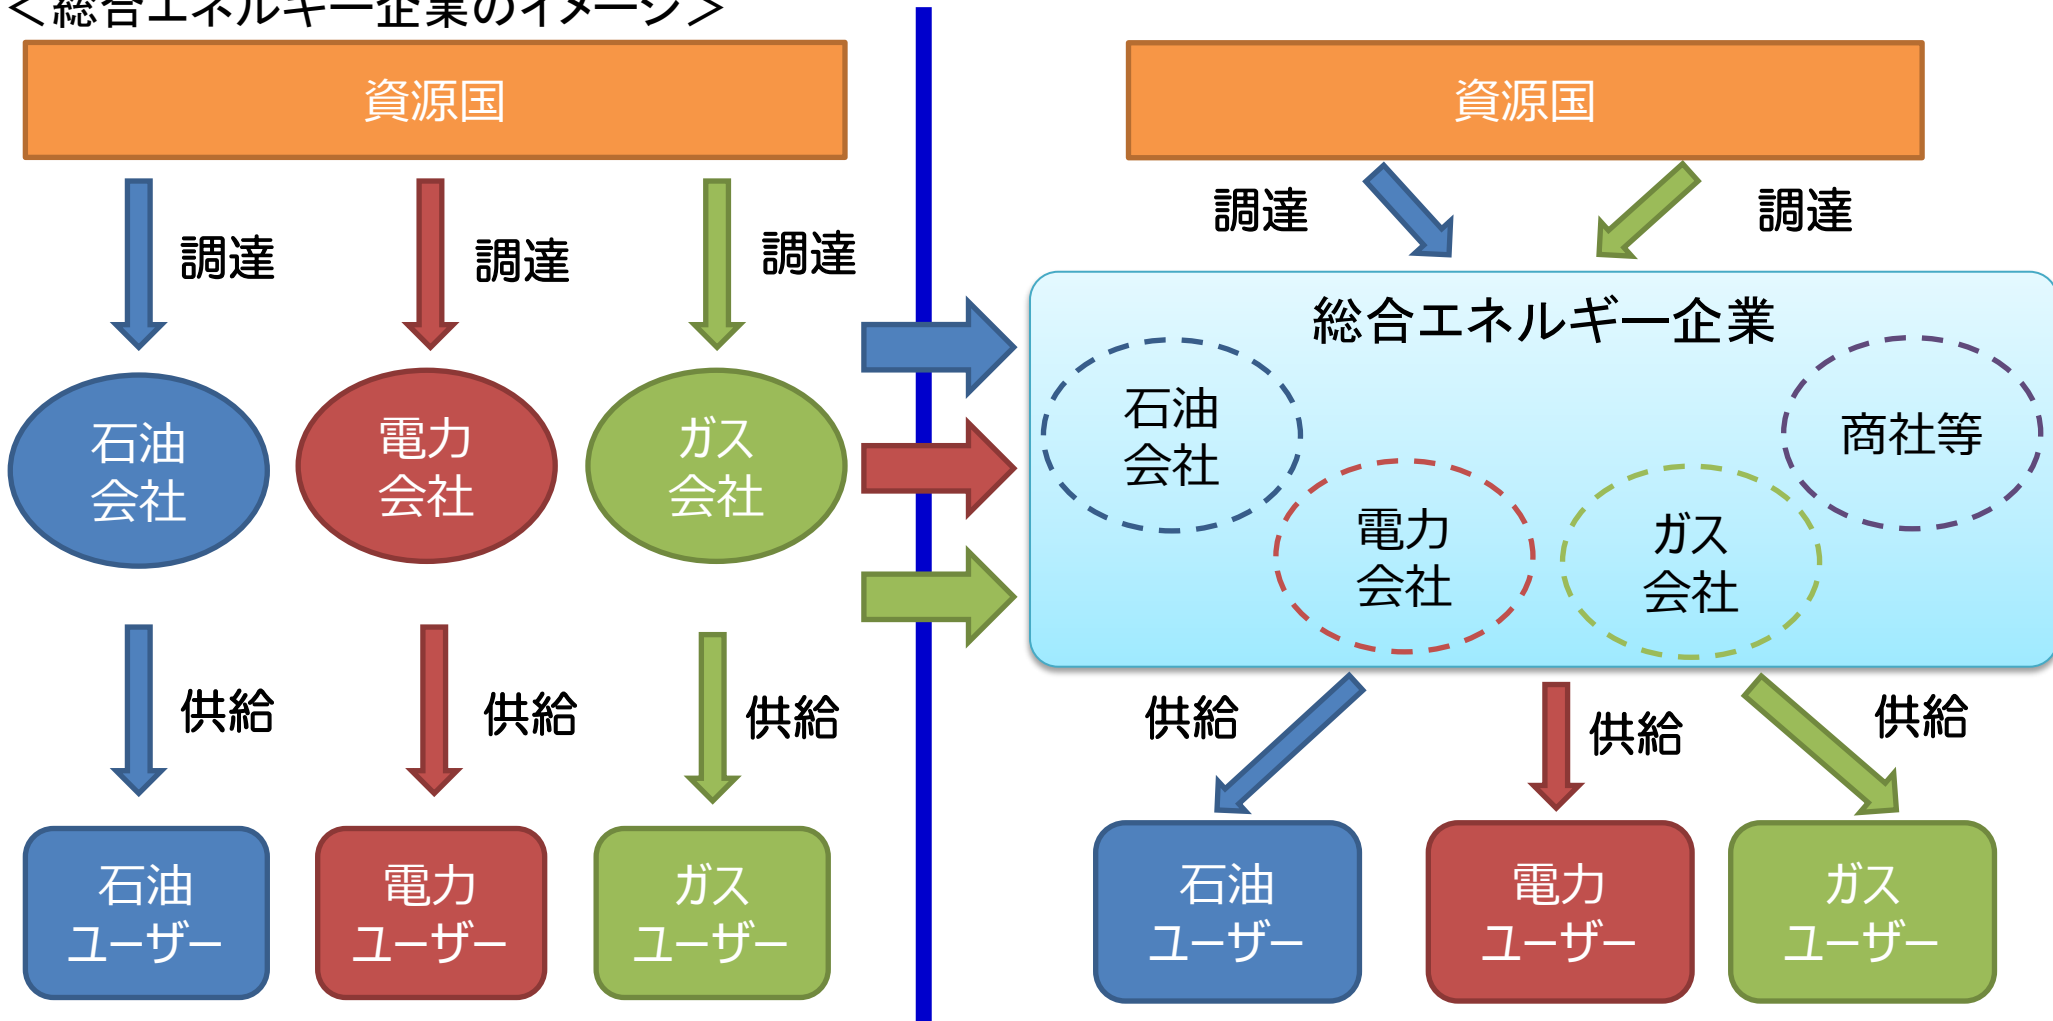 ＜総合エネルギー企業のイメージ＞
資源国
調達
調達
調達
石油
会社
電力
会社
ガス
会社
供給
供給
供給
石油
ユーザー
電力
ユーザー
ガス
ユーザー
資源国
調達
調達
総合エネルギー企業
石油
会社
電力
会社
ガス
会社
商社等
供給
供給
供給
石油
ユーザー
電力
ユーザー
ガス
ユーザー